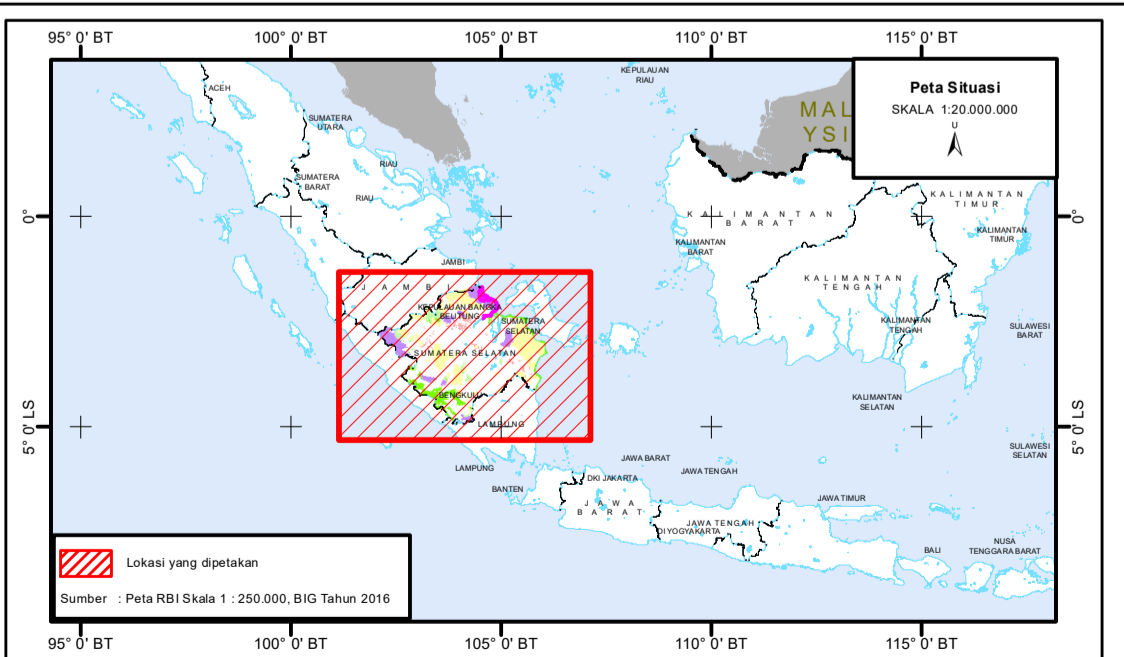 95° 0' BT
100° 0' BT
105° 0' BT
110° 0' BT
115° 0' BT
Peta Situasi
SKALA 1:20.000.000
U
ACEH
KEPULAUAN
RIAU
MAL
YSI
SUMATERA
UTARA
RIAU
SUMATERA
BARAT
RIAU
KALIMANTAN
TIMUR
0°
0°
KALIMANTAN
BARAT
KALIMANTAN
TIMUR
KALIMANTAN
BARAT
JAMBI
KALIMANTAN
TENGAH
JAMBI
KEPULAUAN BANGKA
BELITUNG
SUMATERA
SELATAN
KALIMANTAN
TENGAH
SULAWESI
BARAT
SUMATERA SELATAN
BENGKULU
KALIMANTAN
SELATAN
LAMPUNG
5° 0' LS
5° 0' LS
SULAWESI
SELATAN
LAMPUNG
JAWA BARAT
JAWA TENGAH
DKI JAKARTA
BANTEN
JAWA TIMUR
JAWA
BARAT
JAWA TENGAH
DI YOGYAKARTA
BALI
NUSA
TENGGARA BARAT
Lokasi yang dipetakan
Sumber : Peta RBI Skala 1 : 250.000, BIG Tahun 2016
95° 0' BT
100° 0' BT
105° 0' BT
110° 0' BT
115° 0' BT